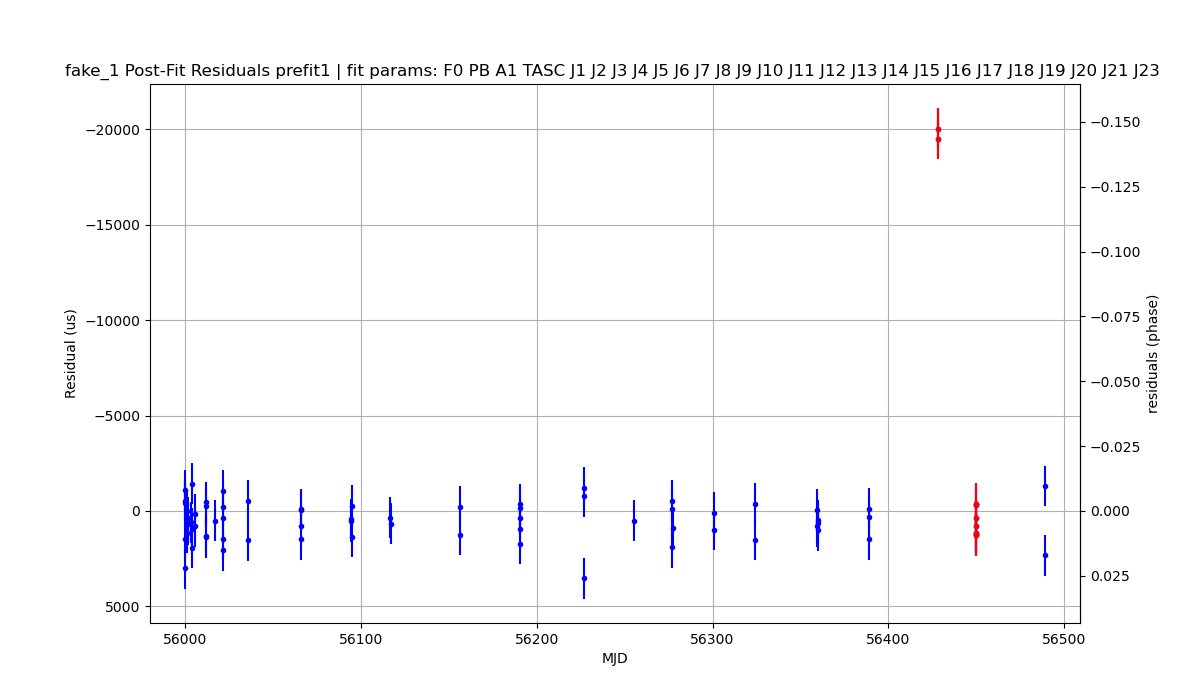 fake_1 Post-Fit Residuals prefit1 | fit params: F0 PB A1 TASC J1 J2 J3 J4 J5 J6 J7 J8 J9 J10 J11 J12 J13 J14 J15 J16 J17 J18 J19 J20 J21 J23
−20000
−15000
−10000
−5000
0
5000
Residual (us)
−0.150
−0.125
−0.100
−0.075
−0.050
−0.025
0.000
0.025
residuals (phase)
56000 56100 56200 56300 56400 56500
MJD